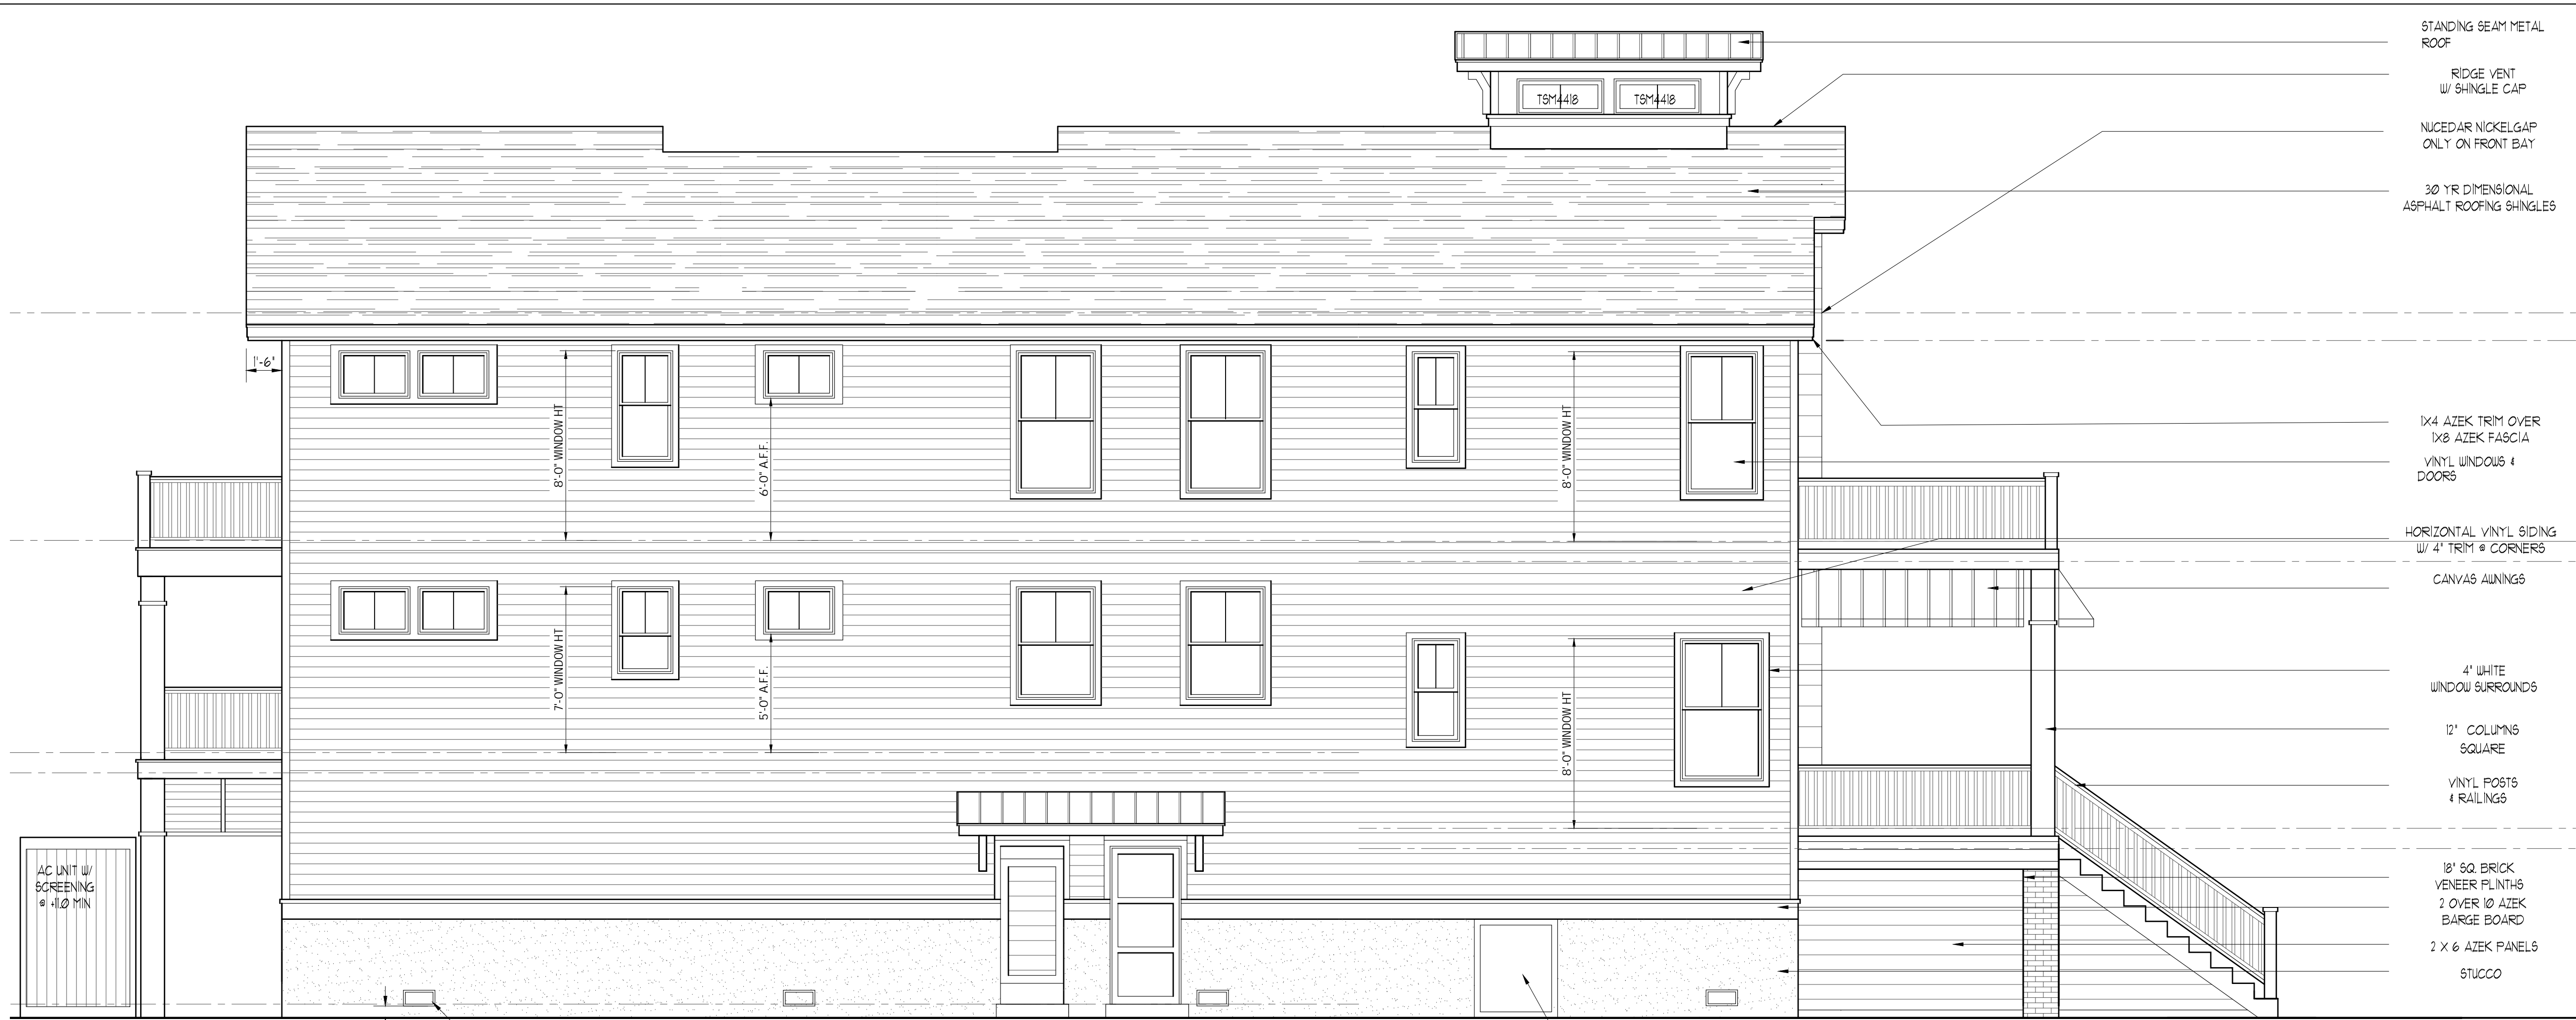 STANDING SEAM METAL
ROOF
RIDGE VENT
W/ SHINGLE CAP
NUCEDAR NICKELGAP
ONLY ON FRONT BAY
30 YR DIMENSIONAL
ASPHALT ROOFING SHINGLES
TSM4418
TSM4418
1'-6"
8'-0" WINDOW HT
6'-0" A.F.F.
8'-0" WINDOW HT
1X4 AZEK TRIM OVER
1X8 AZEK FASCIA
VINYL WINDOWS &
DOORS
HORIZONTAL VINYL SIDING
W/ 4" TRIM @ CORNERS
CANVAS AWNINGS
7'-0" WINDOW HT
5'-0" A.F.F.
8'-0" WINDOW HT
4" WHITE
WINDOW SURROUNDS
12" COLUMNS
SQUARE
VINYL POSTS
& RAILINGS
AC UNIT W/
SCREENING
@ +11.0 MIN
18" SQ. BRICK
VENEER PLINTHS
2 OVER 10 AZEK
BARGE BOARD
2 X 6 AZEK PANELS
STUCCO